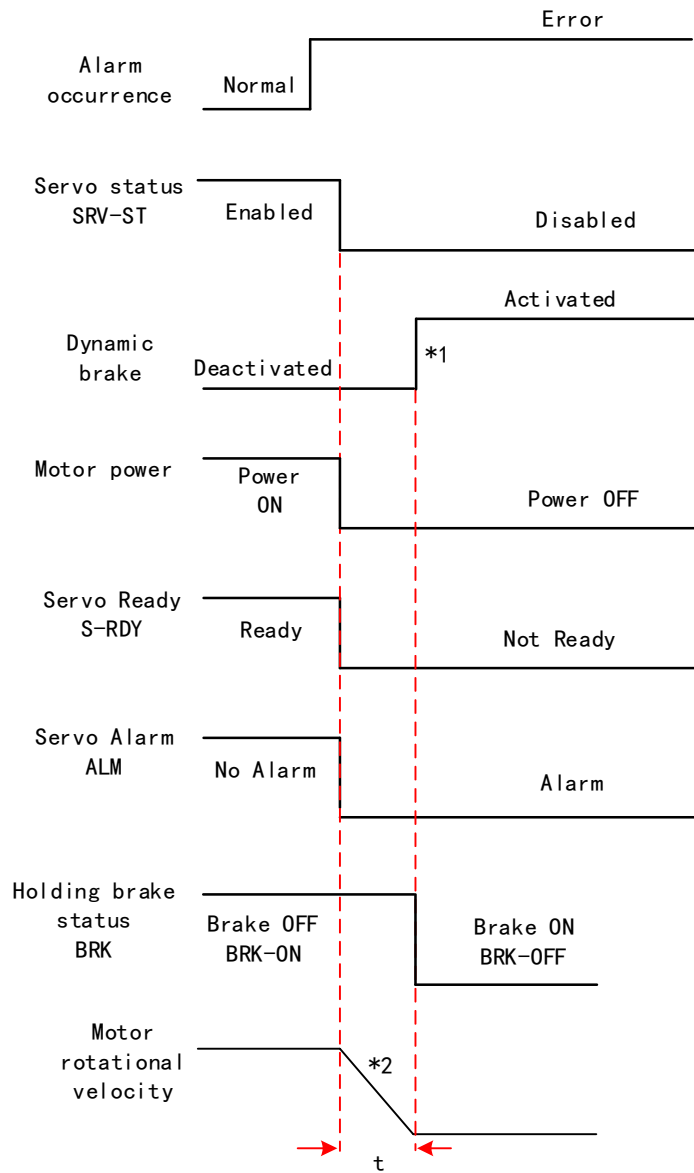 Error
Alarm
occurrence
Normal
Servo status
SRV-ST
Enabled
Disabled
Activated
Dynamic
brake
Deactivated
*1
Motor power
Power
ON
Power OFF
Servo Ready
S-RDY
Ready
Not Ready
Servo Alarm
ALM
No Alarm
Alarm
Holding brake
status
BRK
Brake OFF
BRK-ON
Brake ON
BRK-OFF
Motor
rotational
velocity
*2
t